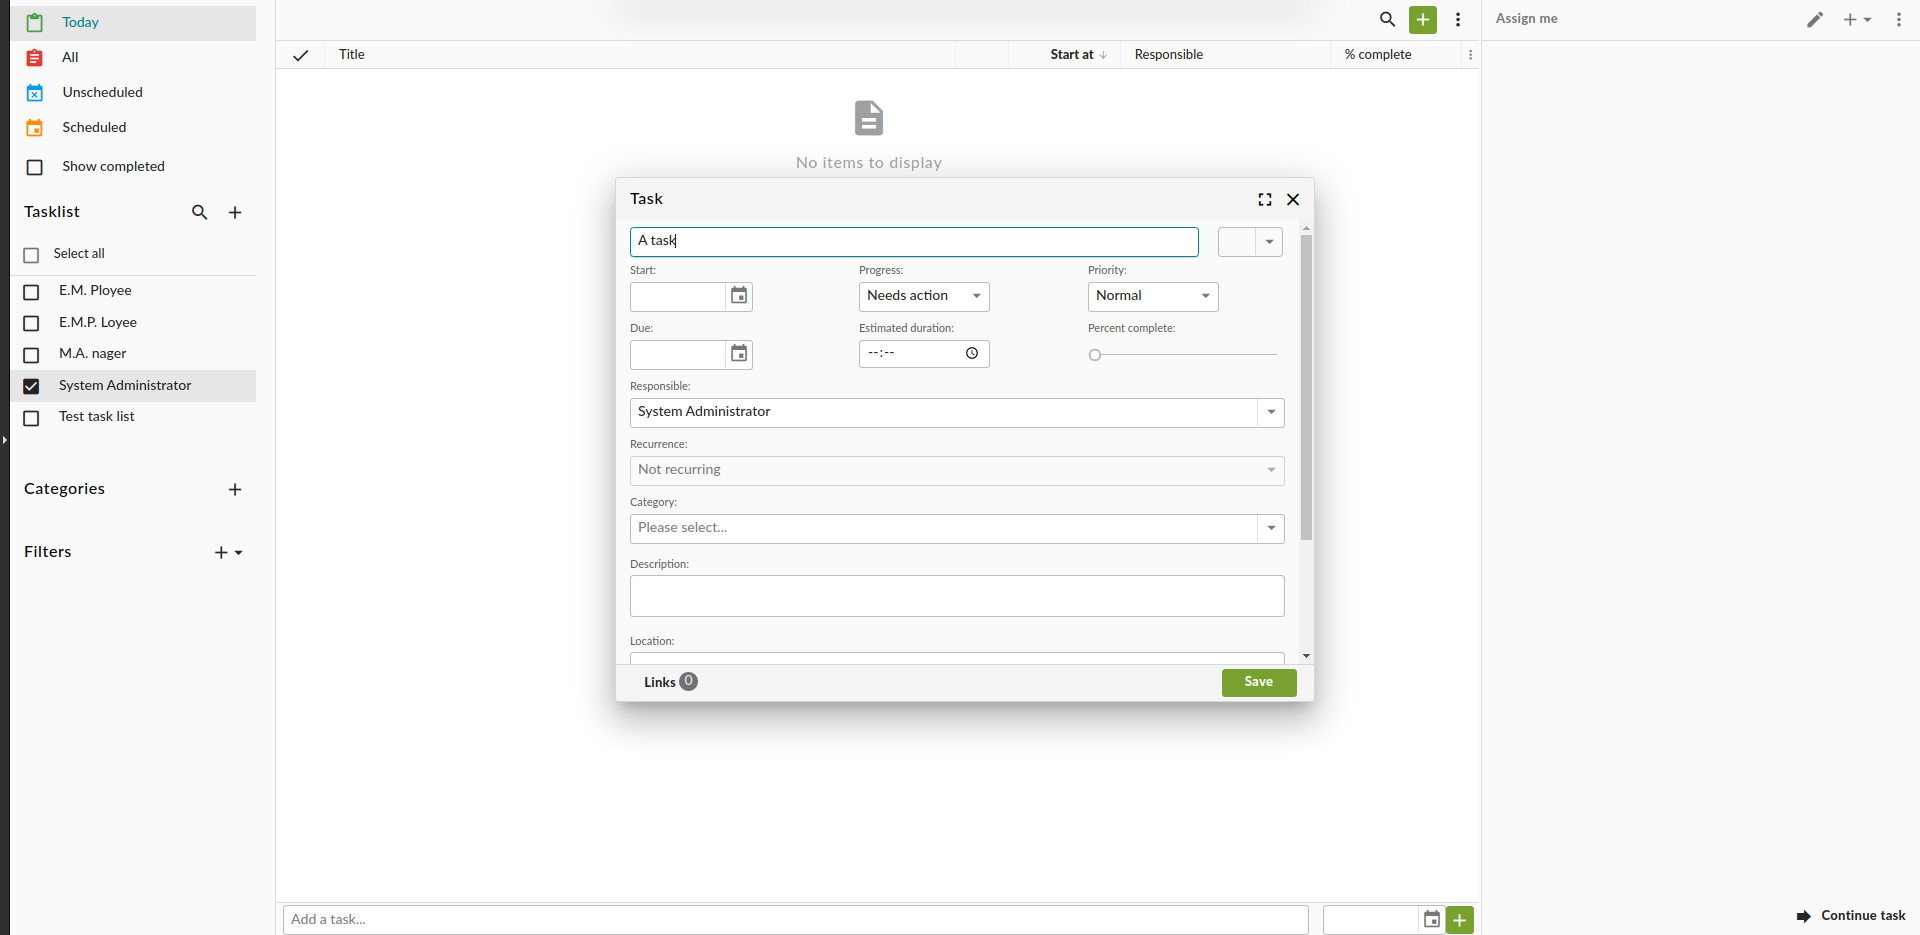 Today
All
Unscheduled
Scheduled
Show completed
Tasklist
Select all
E.M. Ployee
E.M.P. Loyee
M.A. nager
System Administrator
Test task list
Categories
Filters
Title
Start at
Responsible
% complete
No items to display
Task
A task
Start:
Progress:
Priority:
Needs action
Normal
Due:
Estimated duration:
Percent complete:
--:--
Responsible:
System Administrator
Recurrence:
Not recurring
Category:
Please select...
Description:
Location:
Links 0
Save
Add a task...
Assign me
Continue task